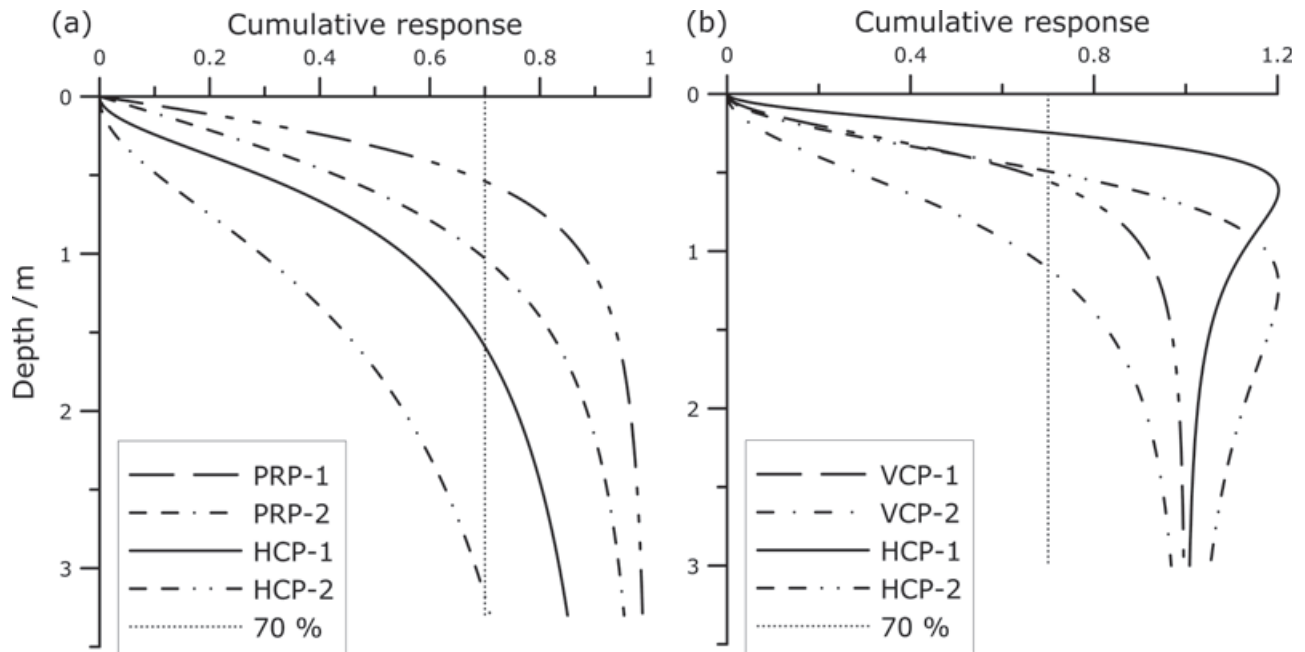 (a) Cumulative response
0 0.2 0.4 0.6 0.8 1
0
1
2
3
Depth / m
PRP-1
PRP-2
HCP-1
HCP-2
70 %
(b) Cumulative response
0 0.4 0.8 1.2
0
1
2
3
VCP-1
VCP-2
HCP-1
HCP-2
70 %